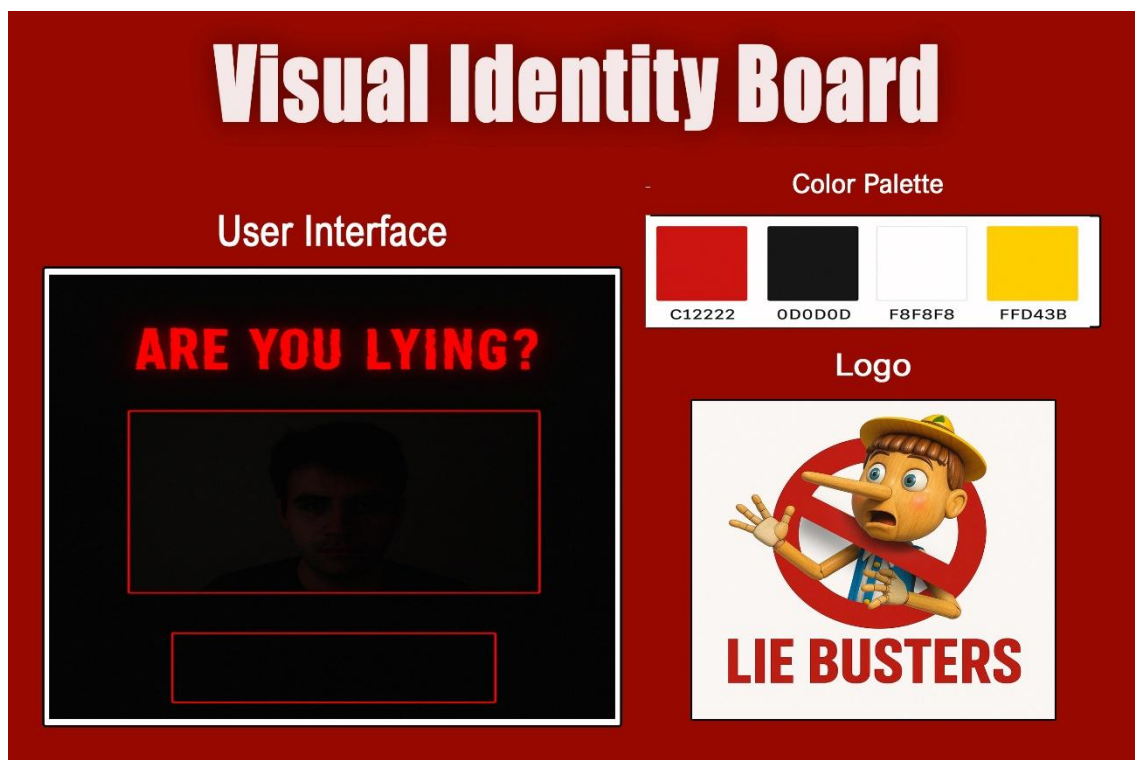 Visual Identity Board
Color Palette
User Interface
C12222 0D0D0D F8F8F8 FFD43B
ARE YOU LYING?
Logo
LIE BUSTERS